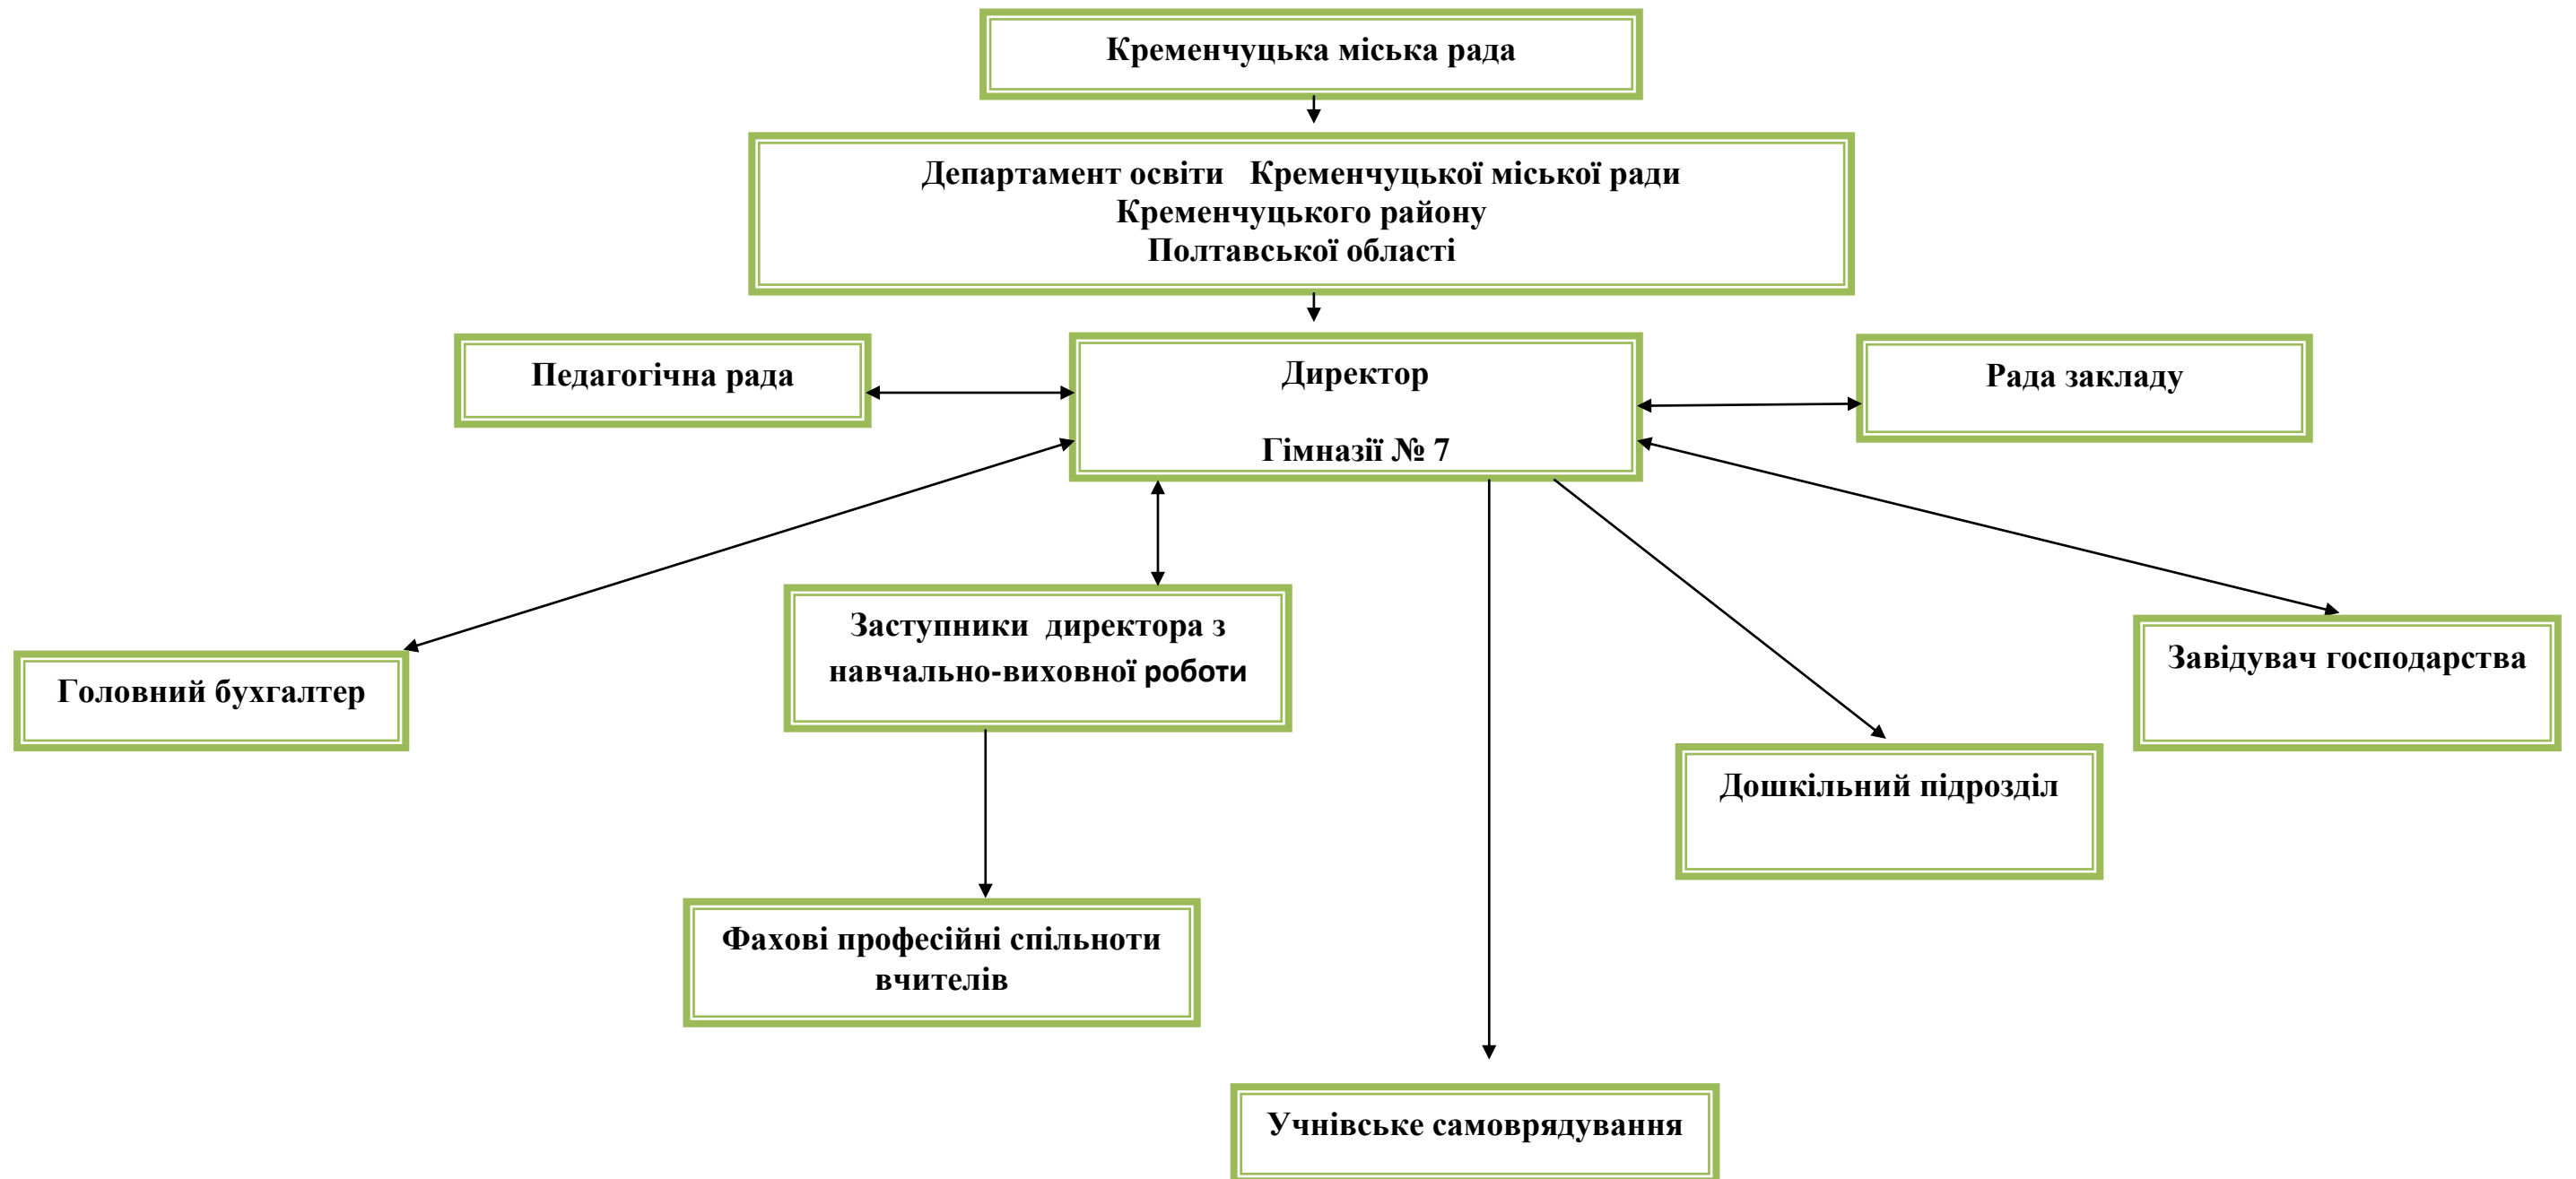 Кременчуцька міська рада
Департамент освіти   Кременчуцької міської ради
Кременчуцького району
Полтавської області
Педагогічна рада
Директор
Гімназії № 7
Рада закладу
Головний бухгалтер
Заступники  директора з
навчально-виховної роботи
Завідувач господарства
Дошкільний підрозділ
Фахові професійні спільноти
вчителів
Учнівське самоврядування